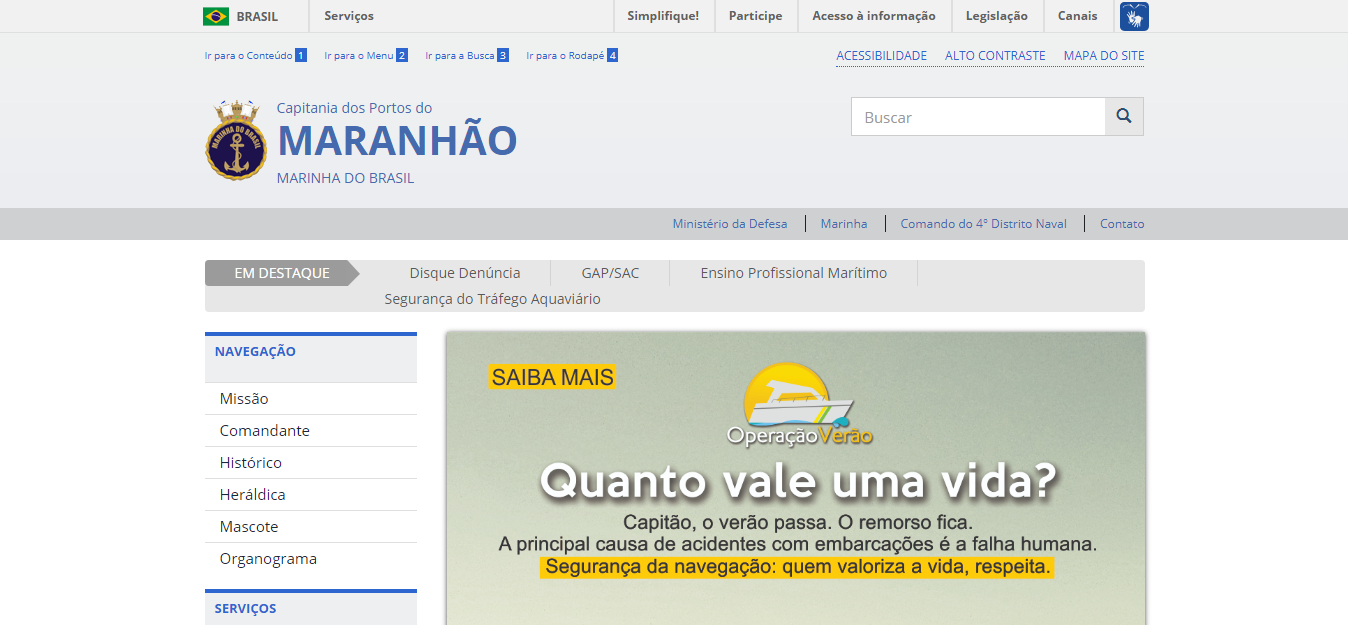 BRASIL Serviços Simplifique! Participe Acesso à informação Legislação Canais
Ir para o Conteúdo 1 Ir para o Menu 2 Ir para a Busca 3 Ir para o Rodapé 4 ACESSIBILIDADE ALTO CONTRASTE MAPA DO SITE
Capitania dos Portos do
MARANHÃO
MARINHA DO BRASIL
MARINHA DO BRASIL
Buscar
Ministério da Defesa Marinha Comando do 4º Distrito Naval Contato
EM DESTAQUE Disque Denúncia GAP/SAC Ensino Profissional Marítimo
Segurança do Tráfego Aquaviário
NAVEGAÇÃO
Missão
Comandante
Histórico
Heráldica
Mascote
Organograma
SERVIÇOS
SAIBA MAIS
OperaçãoVerão
Quanto vale uma vida?
Capitão, o verão passa. O remorso fica.
A principal causa de acidentes com embarcações é a falha humana.
Segurança da navegação: quem valoriza a vida, respeita.